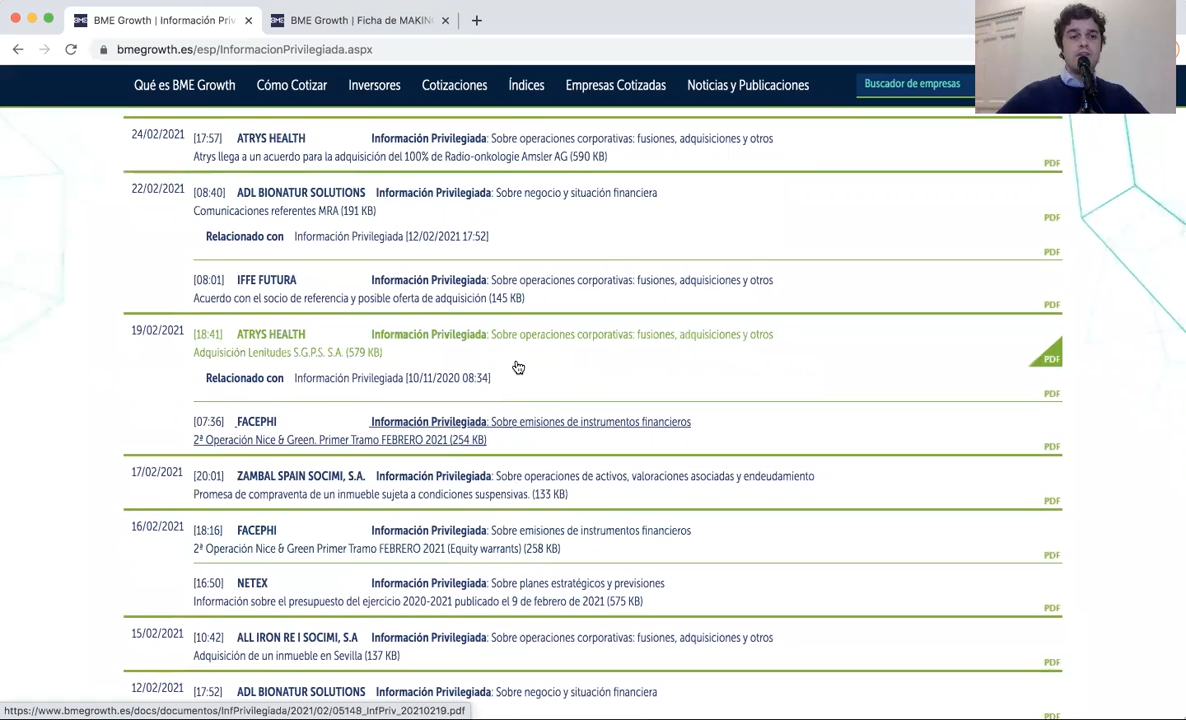 BME Growth | Información Priv
BME Growth | Ficha de MAKIN
bmegrowth.es/esp/InformacionPrivilegiada.aspx
Qué es BME Growth Cómo Cotizar Inversores Cotizaciones Índices Empresas Cotizadas Noticias y Publicaciones Buscador de empresas
24/02/2021 [17:57] ATRYS HEALTH Información Privilegiada: Sobre operaciones corporativas: fusiones, adquisiciones y otros
Atrys llega a un acuerdo para la adquisición del 100% de Radio-onkologie Amsler AG (590 KB)
PDF
22/02/2021 [08:40] ADL BIONATUR SOLUTIONS Información Privilegiada: Sobre negocio y situación financiera
Comunicaciones referentes MRA (191 KB)
PDF
Relacionado con Información Privilegiada [12/02/2021 17:52]
PDF
[08:01] IFFE FUTURA Información Privilegiada: Sobre operaciones corporativas: fusiones, adquisiciones y otros
Acuerdo con el socio de referencia y posible oferta de adquisición (145 KB)
PDF
19/02/2021 [18:41] ATRYS HEALTH Información Privilegiada: Sobre operaciones corporativas: fusiones, adquisiciones y otros
Adquisición Lenitudes S.G.P.S. S.A. (579 KB)
PDF
Relacionado con Información Privilegiada [10/11/2020 08:34]
PDF
[07:36] FACEPHI Información Privilegiada: Sobre emisiones de instrumentos financieros
2ª Operación Nice & Green. Primer Tramo FEBRERO 2021 (254 KB)
PDF
17/02/2021 [20:01] ZAMBAL SPAIN SOCIMI, S.A. Información Privilegiada: Sobre operaciones de activos, valoraciones asociadas y endeudamiento
Promesa de compraventa de un inmueble sujeta a condiciones suspensivas. (133 KB)
PDF
16/02/2021 [18:16] FACEPHI Información Privilegiada: Sobre emisiones de instrumentos financieros
2ª Operación Nice & Green Primer Tramo FEBRERO 2021 (Equity warrants) (258 KB)
PDF
[16:50] NETEX Información Privilegiada: Sobre planes estratégicos y previsiones
Información sobre el presupuesto del ejercicio 2020-2021 publicado el 9 de febrero de 2021 (575 KB)
PDF
15/02/2021 [10:42] ALL IRON RE I SOCIMI, S.A Información Privilegiada: Sobre operaciones corporativas: fusiones, adquisiciones y otros
Adquisición de un inmueble en Sevilla (137 KB)
PDF
12/02/2021 [17:52] ADL BIONATUR SOLUTIONS Información Privilegiada: Sobre negocio y situación financiera
https://www.bmegrowth.es/docs/documentos/InfPrivilegiada/2021/02/05148_InfPriv_20210219.pdf